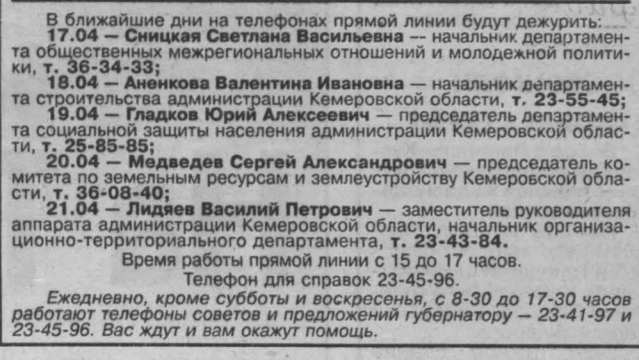 В ближайшие дни на телефонах прямой линии будут дежурить:
17.04 — Сницкая Светлана Васильевна — начальник департамен-
та общественных межрегиональных отношений и молодежной полити-
ки, т. 36-34-33;
18.04 — Аненкова Валентина Ивановна — начальник департамен-
та строительства администрации Кемеровской области, т. 23-55-45;
19.04 — Гладков Юрий Алексеевич — председатель департамен-
та социальной защиты населения администрации Кемеровской облас-
ти, т. 25-85-85;
20.04 — Медведев Сергей Александрович — председатель ко-
митета по земельным ресурсам и землеустройству Кемеровской обла-
сти, т. 36-08-40;
21.04 — Лидяев Василий Петрович — заместитель руководителя
аппарата администрации Кемеровской области, начальник организа-
ционно-территориального департамента, т. 23-43-84.
Время работы прямой линии с 15 до 17 часов.
Телефон для справок 23-45-96.
Ежедневно, кроме субботы и воскресенья, с 8-30 до 17-30 часов
работают телефоны советов и предложений губернатору — 23-41-97 и
23-45-96. Вас ждут и вам окажут помощь.